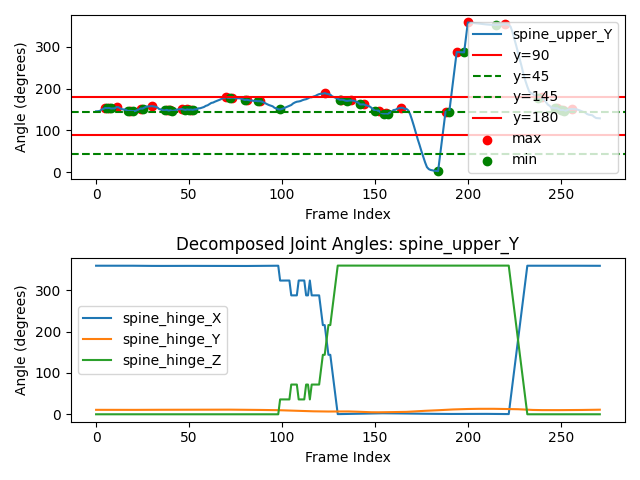 300
200
100
0
Angle (degrees)
spine_upper_Y
y=90
y=45
y=145
y=180
max
min
0 50 100 150 200 250
Frame Index
Decomposed Joint Angles: spine_upper_Y
300
200
100
0
Angle (degrees)
spine_hinge_X
spine_hinge_Y
spine_hinge_Z
0 50 100 150 200 250
Frame Index